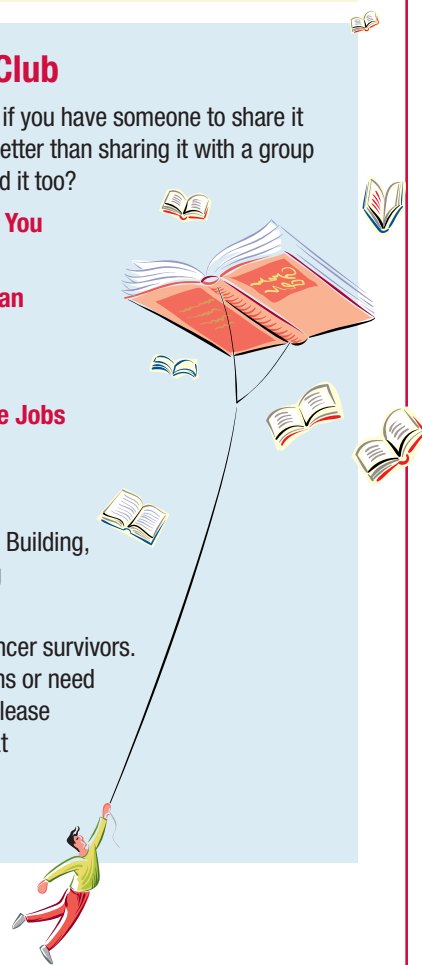 Club
if you have someone to share it
etter than sharing it with a group
d it too?
You
an
e Jobs
Building,
ncer survivors.
ns or need
lease
t